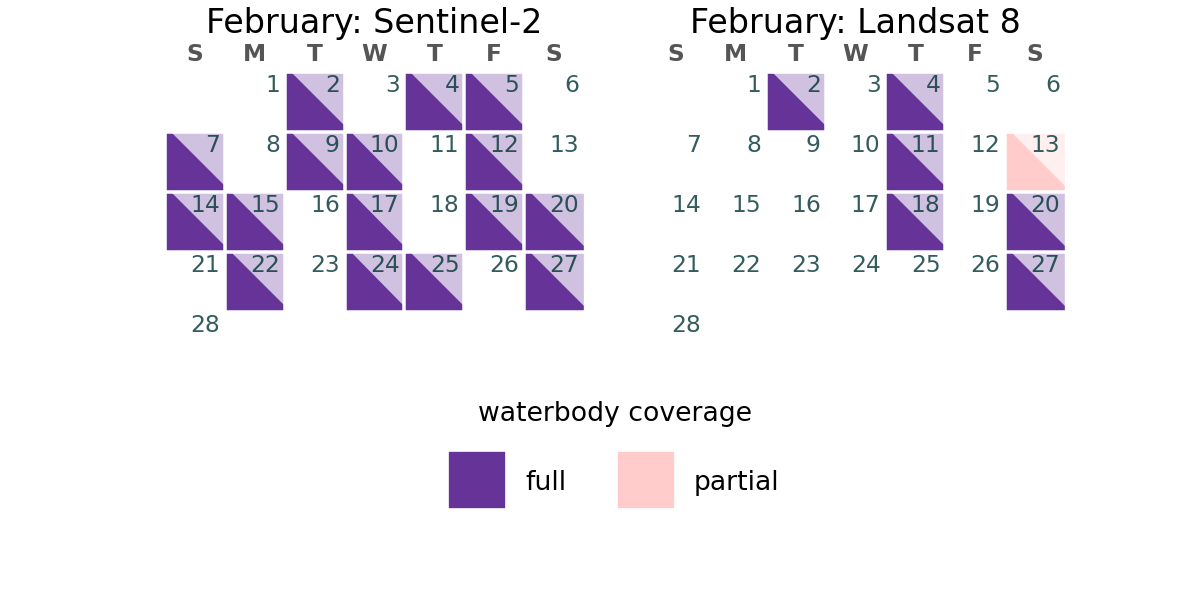 February: Sentinel-2
S M T W T F S
1 2 3 4 5 6
7 8 9 10 11 12 13
14 15 16 17 18 19 20
21 22 23 24 25 26 27
28
February: Landsat 8
S M T W T F S
1 2 3 4 5 6
7 8 9 10 11 12 13
14 15 16 17 18 19 20
21 22 23 24 25 26 27
28
waterbody coverage
full partial